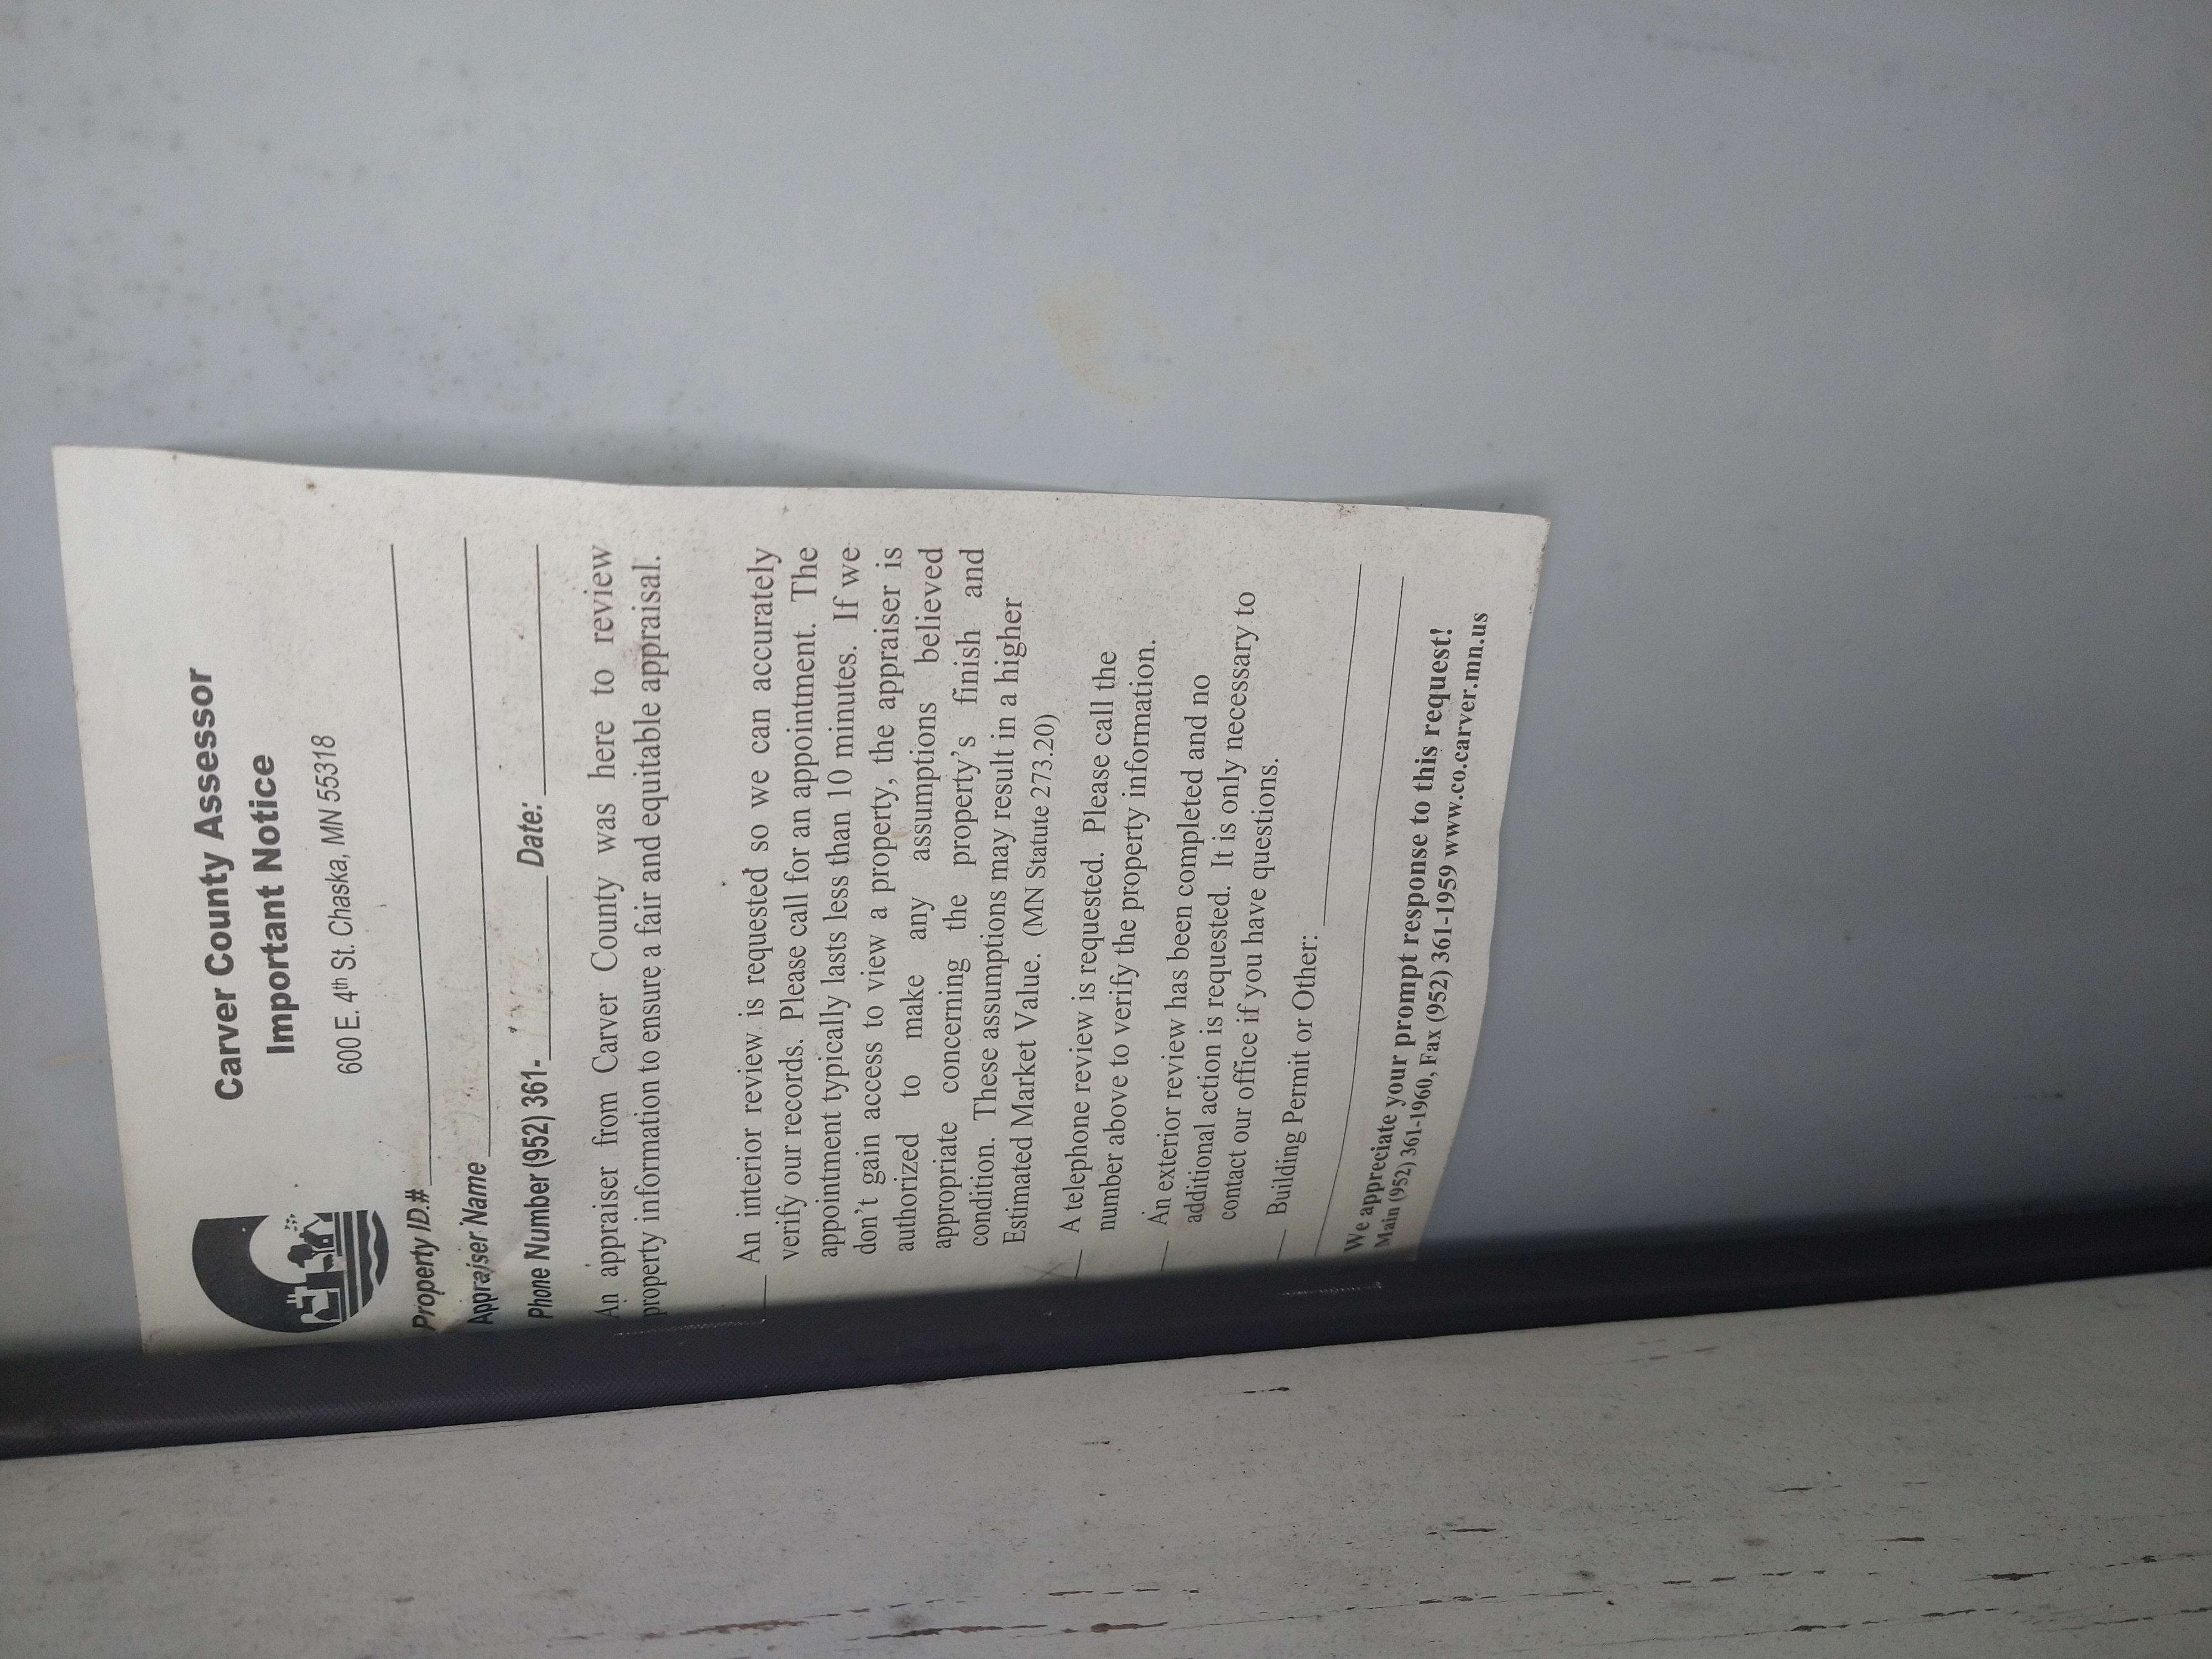 Carver County Assessor
Important Notice
600 E. 4th St. Chaska, MN 55318
Property ID.#
Appraiser Name
Phone Number (952) 361-__________ Date:
An appraiser from Carver County was here to review
property information to ensure a fair and equitable appraisal.
__ An interior review is requested so we can accurately
verify our records. Please call for an appointment. The
appointment typically lasts less than 10 minutes. If we
don't gain access to view a property, the appraiser is
authorized to make any assumptions believed
appropriate concerning the property's finish and
condition. These assumptions may result in a higher
Estimated Market Value. (MN Statute 273.20)
X A telephone review is requested. Please call the
number above to verify the property information.
__ An exterior review has been completed and no
additional action is requested. It is only necessary to
contact our office if you have questions.
__ Building Permit or Other:
We appreciate your prompt response to this request!
Main (952) 361-1960, Fax (952) 361-1959 www.co.carver.mn.us